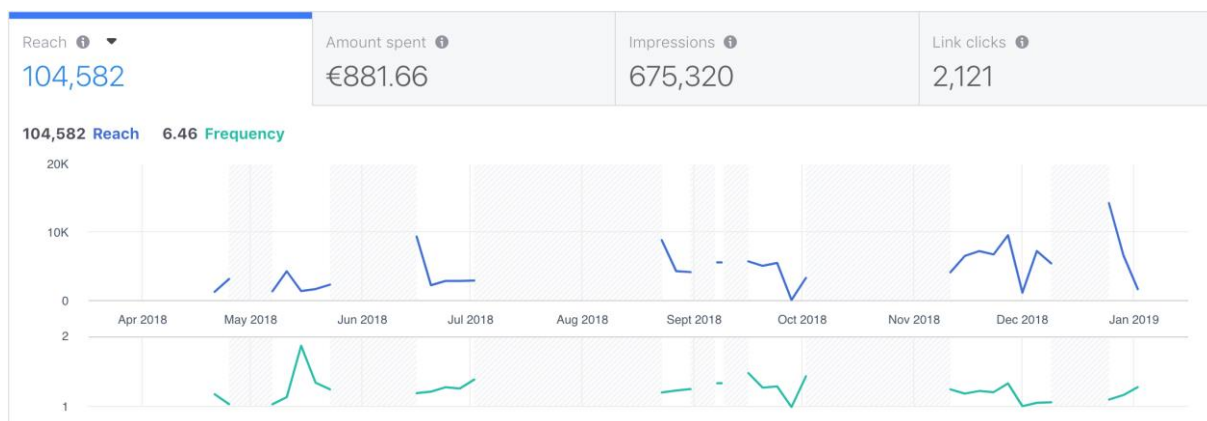 Reach
104,582
Amount spent
€881.66
Impressions
675,320
Link clicks
2,121
104,582 Reach 6.46 Frequency
20K
10K
0
Apr 2018 May 2018 Jun 2018 Jul 2018 Aug 2018 Sept 2018 Oct 2018 Nov 2018 Dec 2018 Jan 2019
2
1